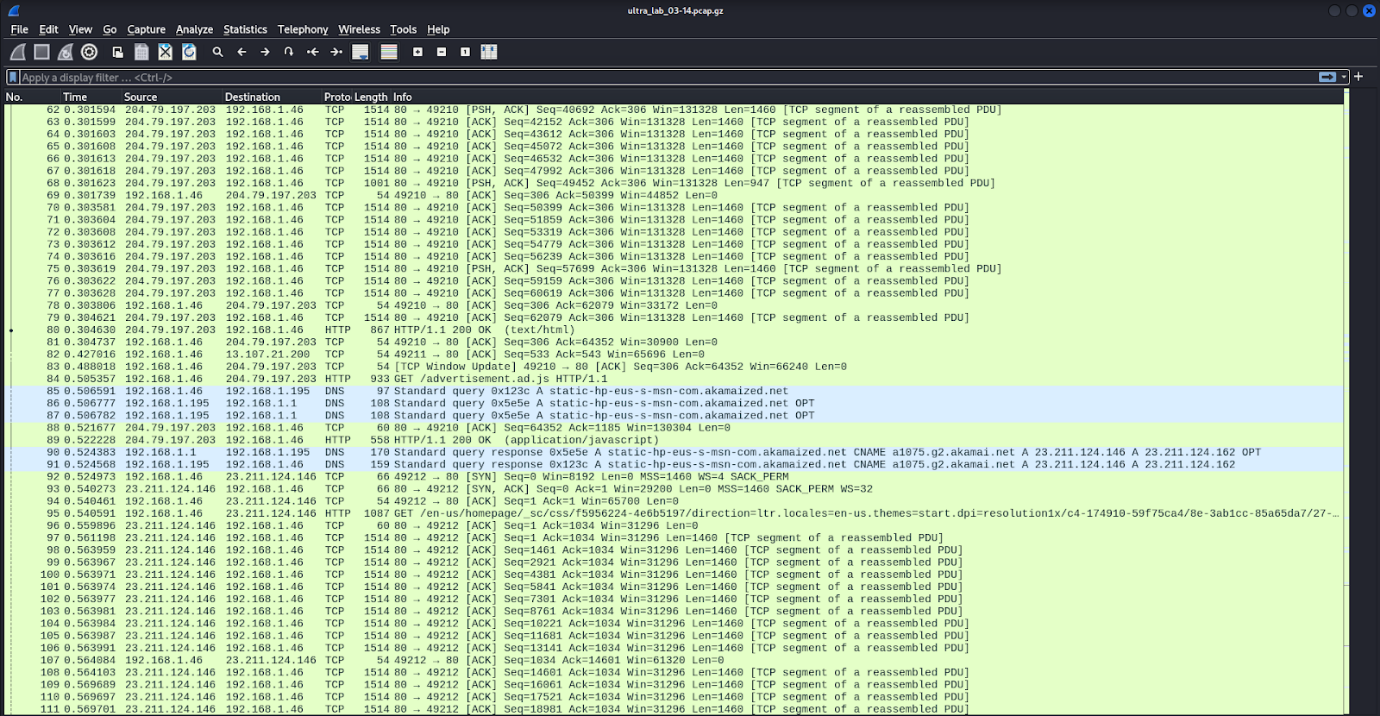 ultra_lab_03-14.pcap.gz
File Edit View Go Capture Analyze Statistics Telephony Wireless Tools Help
Apply a display filter ... <Ctrl-/>
No. Time Source Destination Proto Length Info
62 0.301594 204.79.197.203 192.168.1.46 TCP 1514 80 → 49210 [PSH, ACK] Seq=40692 Ack=306 Win=131328 Len=1460 [TCP segment of a reassembled PDU]
63 0.301599 204.79.197.203 192.168.1.46 TCP 1514 80 → 49210 [ACK] Seq=42152 Ack=306 Win=131328 Len=1460 [TCP segment of a reassembled PDU]
64 0.301603 204.79.197.203 192.168.1.46 TCP 1514 80 → 49210 [ACK] Seq=43612 Ack=306 Win=131328 Len=1460 [TCP segment of a reassembled PDU]
65 0.301608 204.79.197.203 192.168.1.46 TCP 1514 80 → 49210 [ACK] Seq=45072 Ack=306 Win=131328 Len=1460 [TCP segment of a reassembled PDU]
66 0.301613 204.79.197.203 192.168.1.46 TCP 1514 80 → 49210 [ACK] Seq=46532 Ack=306 Win=131328 Len=1460 [TCP segment of a reassembled PDU]
67 0.301618 204.79.197.203 192.168.1.46 TCP 1514 80 → 49210 [ACK] Seq=47992 Ack=306 Win=131328 Len=1460 [TCP segment of a reassembled PDU]
68 0.301623 204.79.197.203 192.168.1.46 TCP 1001 80 → 49210 [PSH, ACK] Seq=49452 Ack=306 Win=131328 Len=947 [TCP segment of a reassembled PDU]
69 0.301739 192.168.1.46 204.79.197.203 TCP 54 49210 → 80 [ACK] Seq=306 Ack=50399 Win=44852 Len=0
70 0.303581 204.79.197.203 192.168.1.46 TCP 1514 80 → 49210 [ACK] Seq=50399 Ack=306 Win=131328 Len=1460 [TCP segment of a reassembled PDU]
71 0.303604 204.79.197.203 192.168.1.46 TCP 1514 80 → 49210 [ACK] Seq=51859 Ack=306 Win=131328 Len=1460 [TCP segment of a reassembled PDU]
72 0.303608 204.79.197.203 192.168.1.46 TCP 1514 80 → 49210 [ACK] Seq=53319 Ack=306 Win=131328 Len=1460 [TCP segment of a reassembled PDU]
73 0.303612 204.79.197.203 192.168.1.46 TCP 1514 80 → 49210 [ACK] Seq=54779 Ack=306 Win=131328 Len=1460 [TCP segment of a reassembled PDU]
74 0.303616 204.79.197.203 192.168.1.46 TCP 1514 80 → 49210 [ACK] Seq=56239 Ack=306 Win=131328 Len=1460 [TCP segment of a reassembled PDU]
75 0.303619 204.79.197.203 192.168.1.46 TCP 1514 80 → 49210 [PSH, ACK] Seq=57699 Ack=306 Win=131328 Len=1460 [TCP segment of a reassembled PDU]
76 0.303622 204.79.197.203 192.168.1.46 TCP 1514 80 → 49210 [ACK] Seq=59159 Ack=306 Win=131328 Len=1460 [TCP segment of a reassembled PDU]
77 0.303628 204.79.197.203 192.168.1.46 TCP 1514 80 → 49210 [ACK] Seq=60619 Ack=306 Win=131328 Len=1460 [TCP segment of a reassembled PDU]
78 0.303806 192.168.1.46 204.79.197.203 TCP 54 49210 → 80 [ACK] Seq=306 Ack=62079 Win=33172 Len=0
79 0.304621 204.79.197.203 192.168.1.46 TCP 1514 80 → 49210 [ACK] Seq=62079 Ack=306 Win=131328 Len=1460 [TCP segment of a reassembled PDU]
80 0.304630 204.79.197.203 192.168.1.46 HTTP 867 HTTP/1.1 200 OK (text/html)
81 0.304737 192.168.1.46 204.79.197.203 TCP 54 49210 → 80 [ACK] Seq=306 Ack=64352 Win=30900 Len=0
82 0.427016 192.168.1.46 13.107.21.200 TCP 54 49211 → 80 [ACK] Seq=533 Ack=543 Win=65696 Len=0
83 0.488018 192.168.1.46 204.79.197.203 TCP 54 [TCP Window Update] 49210 → 80 [ACK] Seq=306 Ack=64352 Win=66240 Len=0
84 0.505357 192.168.1.46 204.79.197.203 HTTP 933 GET /advertisement.ad.js HTTP/1.1
85 0.506591 192.168.1.46 192.168.1.195 DNS 97 Standard query 0x123c A static-hp-eus-s-msn-com.akamaized.net
86 0.506777 192.168.1.195 192.168.1.1 DNS 108 Standard query 0x5e5e A static-hp-eus-s-msn-com.akamaized.net OPT
87 0.506782 192.168.1.195 192.168.1.1 DNS 108 Standard query 0x5e5e A static-hp-eus-s-msn-com.akamaized.net OPT
88 0.521677 204.79.197.203 192.168.1.46 TCP 60 80 → 49210 [ACK] Seq=64352 Ack=1185 Win=130304 Len=0
89 0.522228 204.79.197.203 192.168.1.46 HTTP 558 HTTP/1.1 200 OK (application/javascript)
90 0.524383 192.168.1.1 192.168.1.195 DNS 170 Standard query response 0x5e5e A static-hp-eus-s-msn-com.akamaized.net CNAME a1075.g2.akamai.net A 23.211.124.146 A 23.211.124.162 OPT
91 0.524568 192.168.1.195 192.168.1.46 DNS 159 Standard query response 0x123c A static-hp-eus-s-msn-com.akamaized.net CNAME a1075.g2.akamai.net A 23.211.124.146 A 23.211.124.162
92 0.524973 192.168.1.46 23.211.124.146 TCP 66 49212 → 80 [SYN] Seq=0 Win=8192 Len=0 MSS=1460 WS=4 SACK_PERM
93 0.540273 23.211.124.146 192.168.1.46 TCP 66 80 → 49212 [SYN, ACK] Seq=0 Ack=1 Win=29200 Len=0 MSS=1460 SACK_PERM WS=32
94 0.540461 192.168.1.46 23.211.124.146 TCP 54 49212 → 80 [ACK] Seq=1 Ack=1 Win=65700 Len=0
95 0.540591 192.168.1.46 23.211.124.146 HTTP 1087 GET /en-us/homepage/_sc/css/f5956224-4e6b5197/direction=ltr.locales=en-us.themes=start.dpi=resolution1x/c4-174910-59f75ca4/8e-3ab1cc-85a65da7/27-…
96 0.559896 23.211.124.146 192.168.1.46 TCP 60 80 → 49212 [ACK] Seq=1 Ack=1034 Win=31296 Len=0
97 0.561198 23.211.124.146 192.168.1.46 TCP 1514 80 → 49212 [ACK] Seq=1 Ack=1034 Win=31296 Len=1460 [TCP segment of a reassembled PDU]
98 0.563959 23.211.124.146 192.168.1.46 TCP 1514 80 → 49212 [ACK] Seq=1461 Ack=1034 Win=31296 Len=1460 [TCP segment of a reassembled PDU]
99 0.563967 23.211.124.146 192.168.1.46 TCP 1514 80 → 49212 [ACK] Seq=2921 Ack=1034 Win=31296 Len=1460 [TCP segment of a reassembled PDU]
100 0.563971 23.211.124.146 192.168.1.46 TCP 1514 80 → 49212 [ACK] Seq=4381 Ack=1034 Win=31296 Len=1460 [TCP segment of a reassembled PDU]
101 0.563974 23.211.124.146 192.168.1.46 TCP 1514 80 → 49212 [ACK] Seq=5841 Ack=1034 Win=31296 Len=1460 [TCP segment of a reassembled PDU]
102 0.563977 23.211.124.146 192.168.1.46 TCP 1514 80 → 49212 [ACK] Seq=7301 Ack=1034 Win=31296 Len=1460 [TCP segment of a reassembled PDU]
103 0.563981 23.211.124.146 192.168.1.46 TCP 1514 80 → 49212 [ACK] Seq=8761 Ack=1034 Win=31296 Len=1460 [TCP segment of a reassembled PDU]
104 0.563984 23.211.124.146 192.168.1.46 TCP 1514 80 → 49212 [ACK] Seq=10221 Ack=1034 Win=31296 Len=1460 [TCP segment of a reassembled PDU]
105 0.563987 23.211.124.146 192.168.1.46 TCP 1514 80 → 49212 [ACK] Seq=11681 Ack=1034 Win=31296 Len=1460 [TCP segment of a reassembled PDU]
106 0.563991 23.211.124.146 192.168.1.46 TCP 1514 80 → 49212 [ACK] Seq=13141 Ack=1034 Win=31296 Len=1460 [TCP segment of a reassembled PDU]
107 0.564084 192.168.1.46 23.211.124.146 TCP 54 49212 → 80 [ACK] Seq=1034 Ack=14601 Win=61320 Len=0
108 0.564103 23.211.124.146 192.168.1.46 TCP 1514 80 → 49212 [ACK] Seq=14601 Ack=1034 Win=31296 Len=1460 [TCP segment of a reassembled PDU]
109 0.569689 23.211.124.146 192.168.1.46 TCP 1514 80 → 49212 [ACK] Seq=16061 Ack=1034 Win=31296 Len=1460 [TCP segment of a reassembled PDU]
110 0.569697 23.211.124.146 192.168.1.46 TCP 1514 80 → 49212 [ACK] Seq=17521 Ack=1034 Win=31296 Len=1460 [TCP segment of a reassembled PDU]
111 0.569701 23.211.124.146 192.168.1.46 TCP 1514 80 → 49212 [ACK] Seq=18981 Ack=1034 Win=31296 Len=1460 [TCP segment of a reassembled PDU]